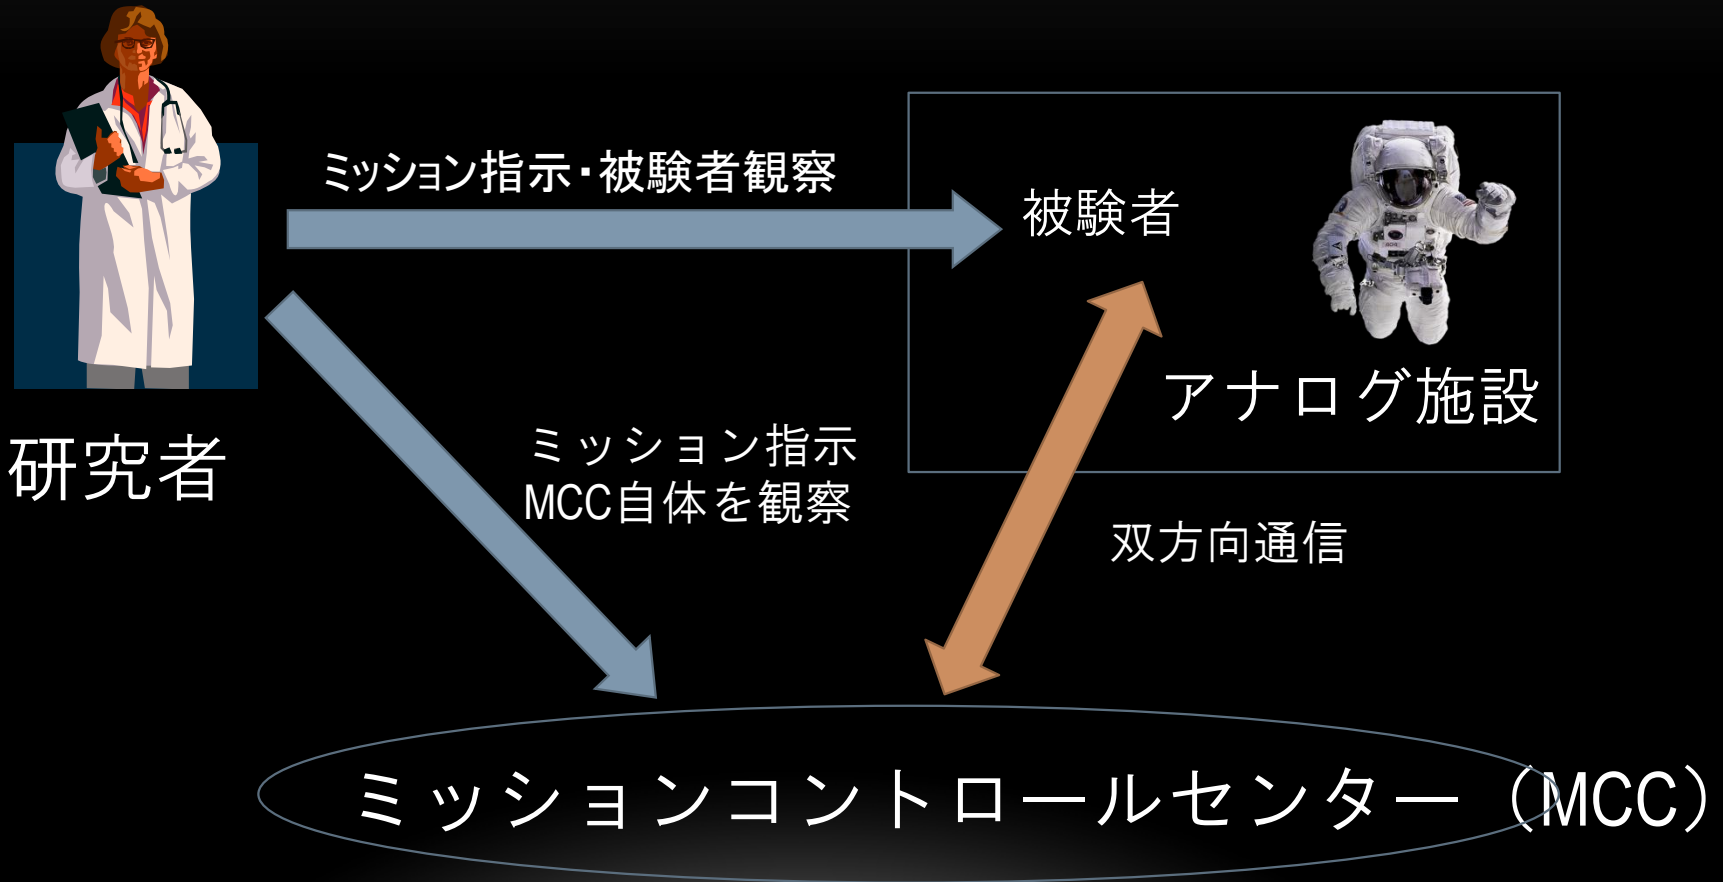 ミッション指示・被験者観察
被験者
アナログ施設
研究者
ミッション指示
MCC自体を観察
双方向通信
ミッションコントロールセンター（MCC）